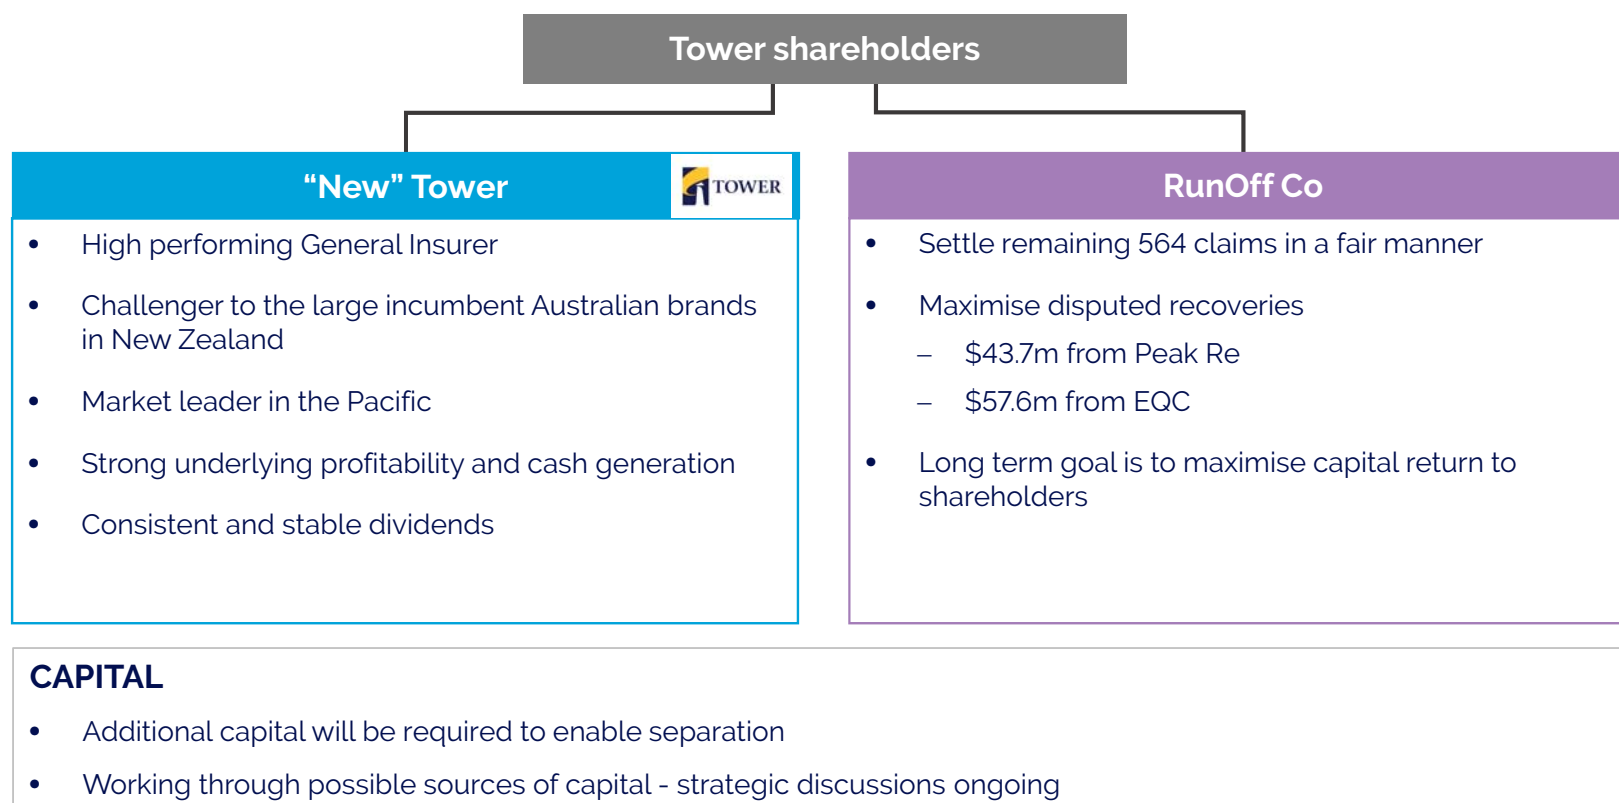 Tower shareholders
“New” Tower
TOWER
• High performing General Insurer
• Challenger to the large incumbent Australian brands
in New Zealand
• Market leader in the Pacific
• Strong underlying profitability and cash generation
• Consistent and stable dividends
RunOff Co
• Settle remaining 564 claims in a fair manner
• Maximise disputed recoveries
– $43.7m from Peak Re
– $57.6m from EQC
• Long term goal is to maximise capital return to
shareholders
CAPITAL
• Additional capital will be required to enable separation
• Working through possible sources of capital - strategic discussions ongoing